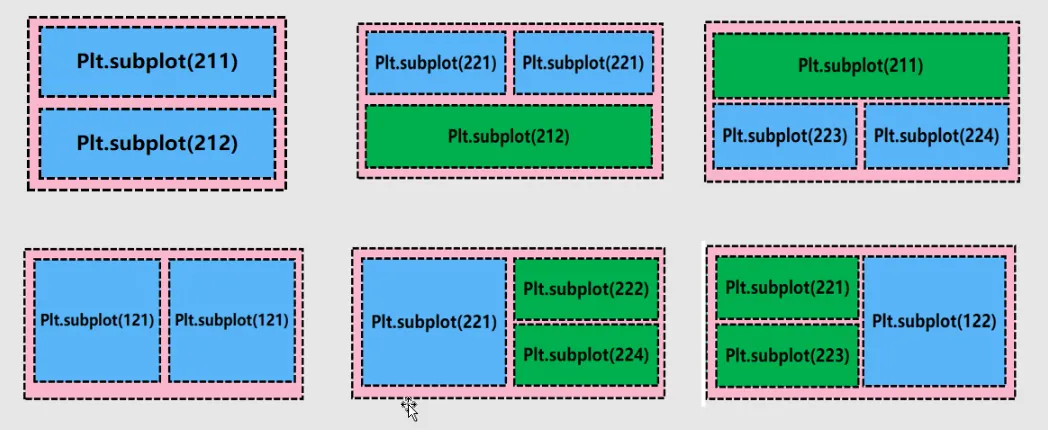 Plt.subplot(211)
Plt.subplot(212)
Plt.subplot(221) Plt.subplot(221)
Plt.subplot(212)
Plt.subplot(211)
Plt.subplot(223) Plt.subplot(224)
Plt.subplot(121) Plt.subplot(121)
Plt.subplot(221)
Plt.subplot(222)
Plt.subplot(224)
Plt.subplot(221)
Plt.subplot(223)
Plt.subplot(122)